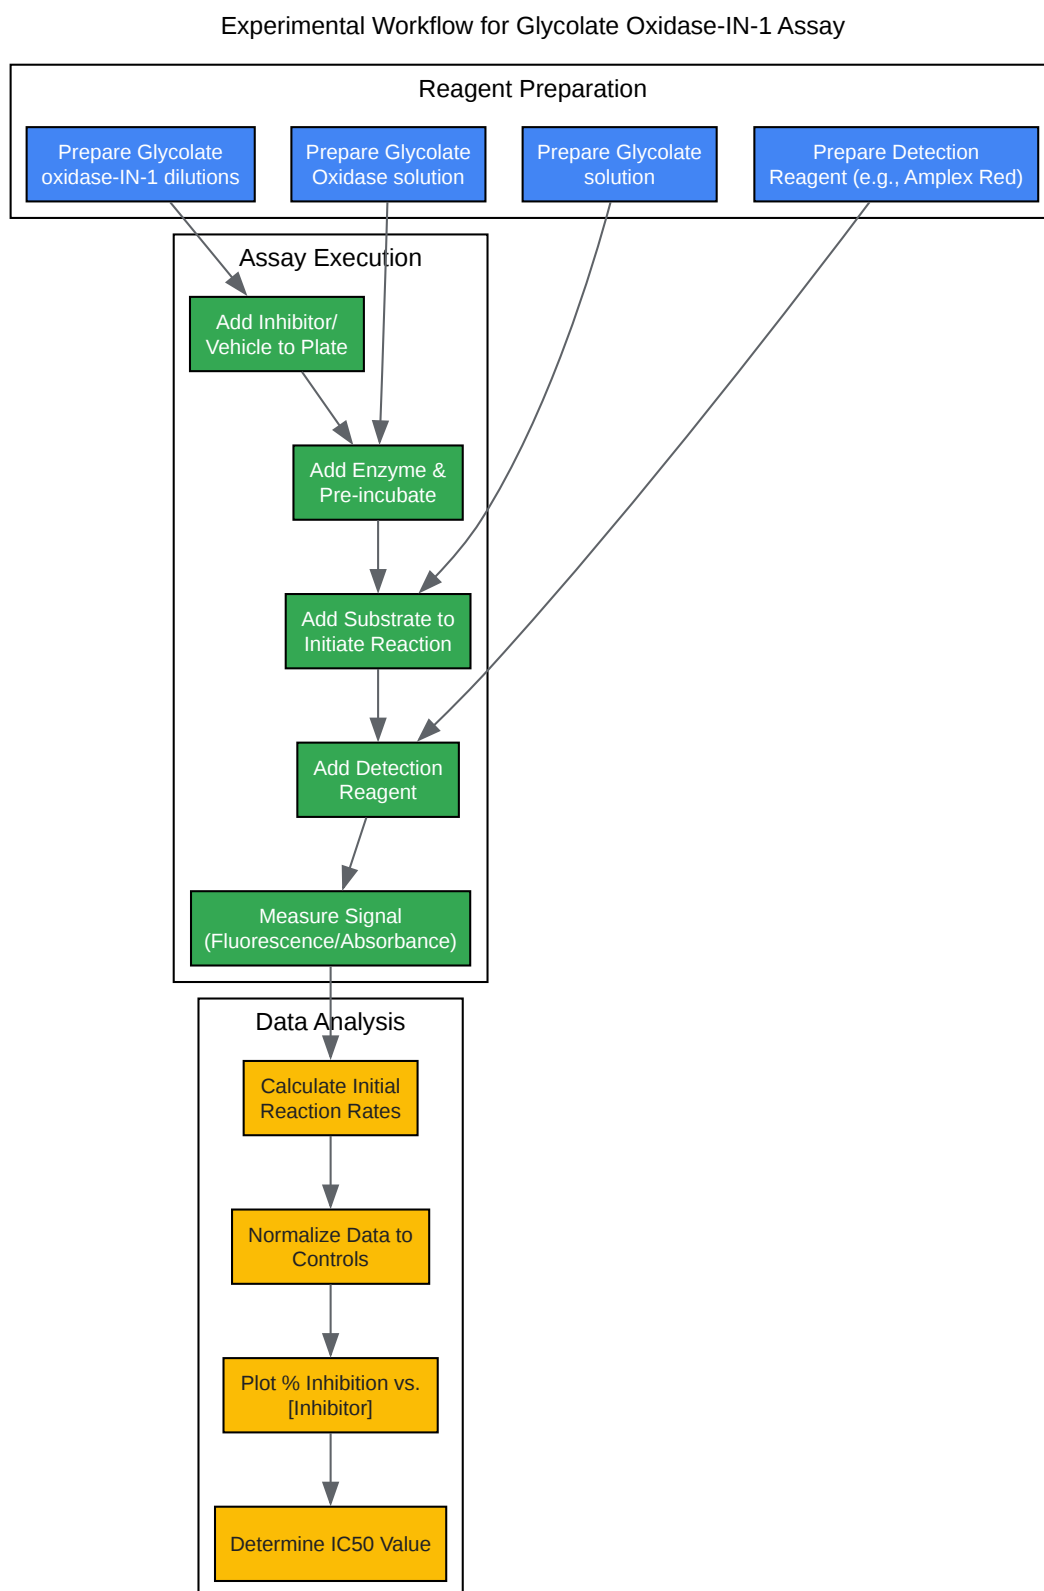 Experimental Workflow for Glycolate Oxidase-IN-1 Assay
Reagent Preparation
Prepare Glycolate
oxidase-IN-1 dilutions
Prepare Glycolate
Oxidase solution
Prepare Glycolate
solution
Prepare Detection
Reagent (e.g., Amplex Red)
Assay Execution
Add Inhibitor/
Vehicle to Plate
Add Enzyme &
Pre-incubate
Add Substrate to
Initiate Reaction
Add Detection
Reagent
Measure Signal
(Fluorescence/Absorbance)
Data Analysis
Calculate Initial
Reaction Rates
Normalize Data to
Controls
Plot % Inhibition vs.
[Inhibitor]
Determine IC50 Value